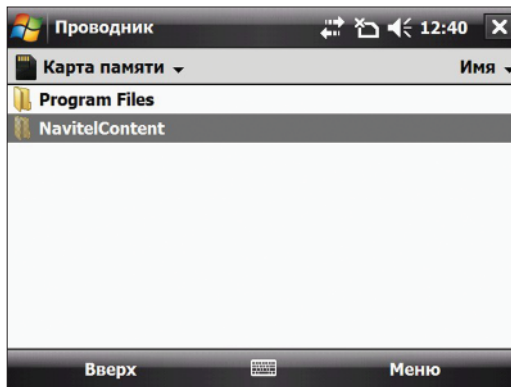 Проводник 12:40
Карта памяти Имя
Program Files
NavitelContent
Вверх Меню